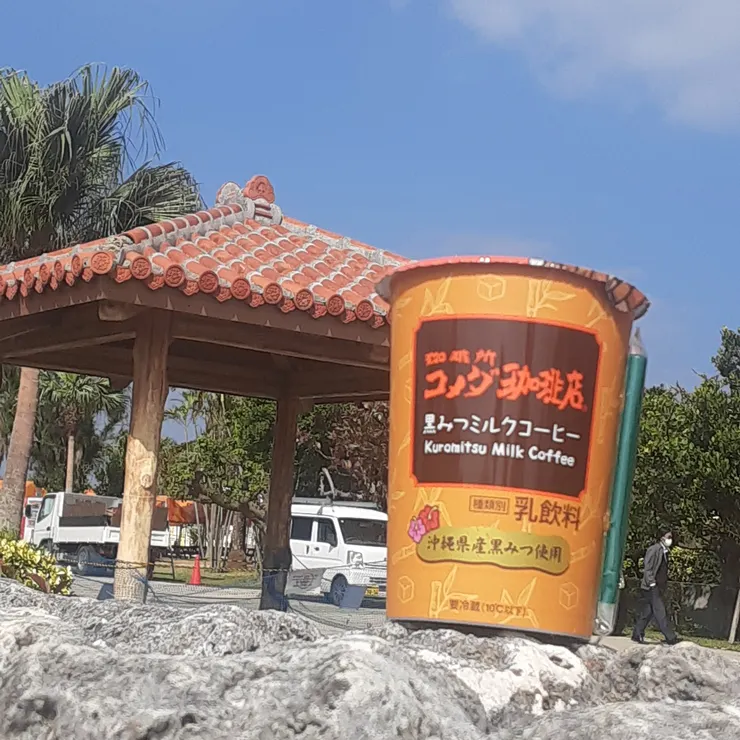 珈琲所
コメダ珈琲店
黒みつミルクコーヒー
Kuromitsu Milk Coffee
種類別 乳飲料
沖縄県産黒みつ使用
要冷蔵(10℃以下)